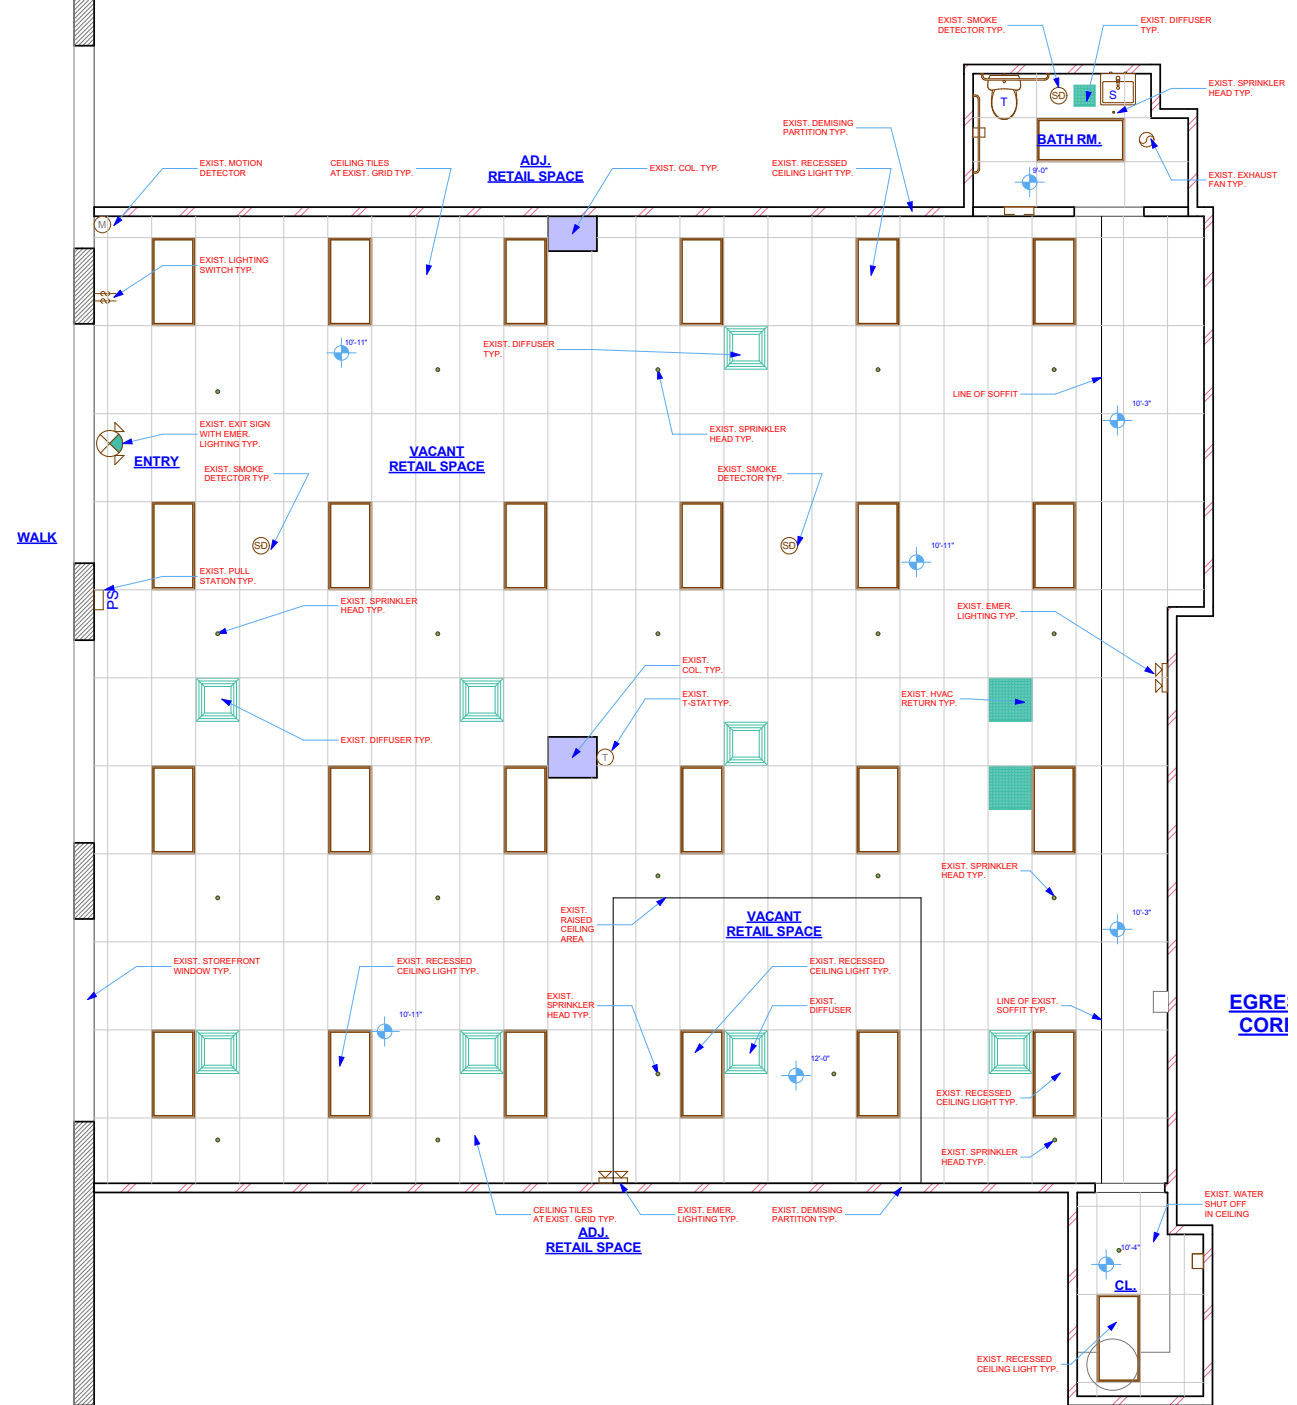 EXIST. SMOKE
DETECTOR TYP.
EXIST. DIFFUSER
TYP.
EXIST. SPRINKLER
HEAD TYP.
SD
S
T
EXIST. DEMISING
PARTITION TYP.
BATH RM.
ADJ.
RETAIL SPACE
EXIST. MOTION
DETECTOR
CEILING TILES
AT EXIST. GRID TYP.
EXIST. COL. TYP.
EXIST. RECESSED
CEILING LIGHT TYP.
9'-0"
EXIST. EXHAUST
FAN TYP.
M
EXIST. LIGHTING
SWITCH TYP.
10'-11"
EXIST. DIFFUSER
TYP.
LINE OF SOFFIT
10'-3"
EXIST. EXIT SIGN
WITH EMER.
LIGHTING TYP.
EXIST. SPRINKLER
HEAD TYP.
ENTRY
VACANT
RETAIL SPACE
EXIST. SMOKE
DETECTOR TYP.
EXIST. SMOKE
DETECTOR TYP.
WALK
SD
SD
10'-11"
EXIST. PULL
STATION TYP.
PS
EXIST. SPRINKLER
HEAD TYP.
EXIST. EMER.
LIGHTING TYP.
EXIST.
COL. TYP.
EXIST.
T-STAT TYP.
EXIST. HVAC
RETURN TYP.
EXIST. DIFFUSER TYP.
T
EXIST. SPRINKLER
HEAD TYP.
EXIST.
RAISED
CEILING
AREA
VACANT
RETAIL SPACE
10'-3"
EXIST. STOREFRONT
WINDOW TYP.
EXIST. RECESSED
CEILING LIGHT TYP.
EXIST. RECESSED
CEILING LIGHT TYP.
EXIST.
SPRINKLER
HEAD TYP.
EXIST.
DIFFUSER
LINE OF EXIST.
SOFFIT TYP.
EGRES
CORI
10'-11"
12'-0"
EXIST. RECESSED
CEILING LIGHT TYP.
EXIST. SPRINKLER
HEAD TYP.
CEILING TILES
AT EXIST. GRID TYP.
EXIST. EMER.
LIGHTING TYP.
EXIST. DEMISING
PARTITION TYP.
EXIST. WATER
SHUT OFF
IN CEILING
ADJ.
RETAIL SPACE
10'-4"
CL.
EXIST. RECESSED
CEILING LIGHT TYP.